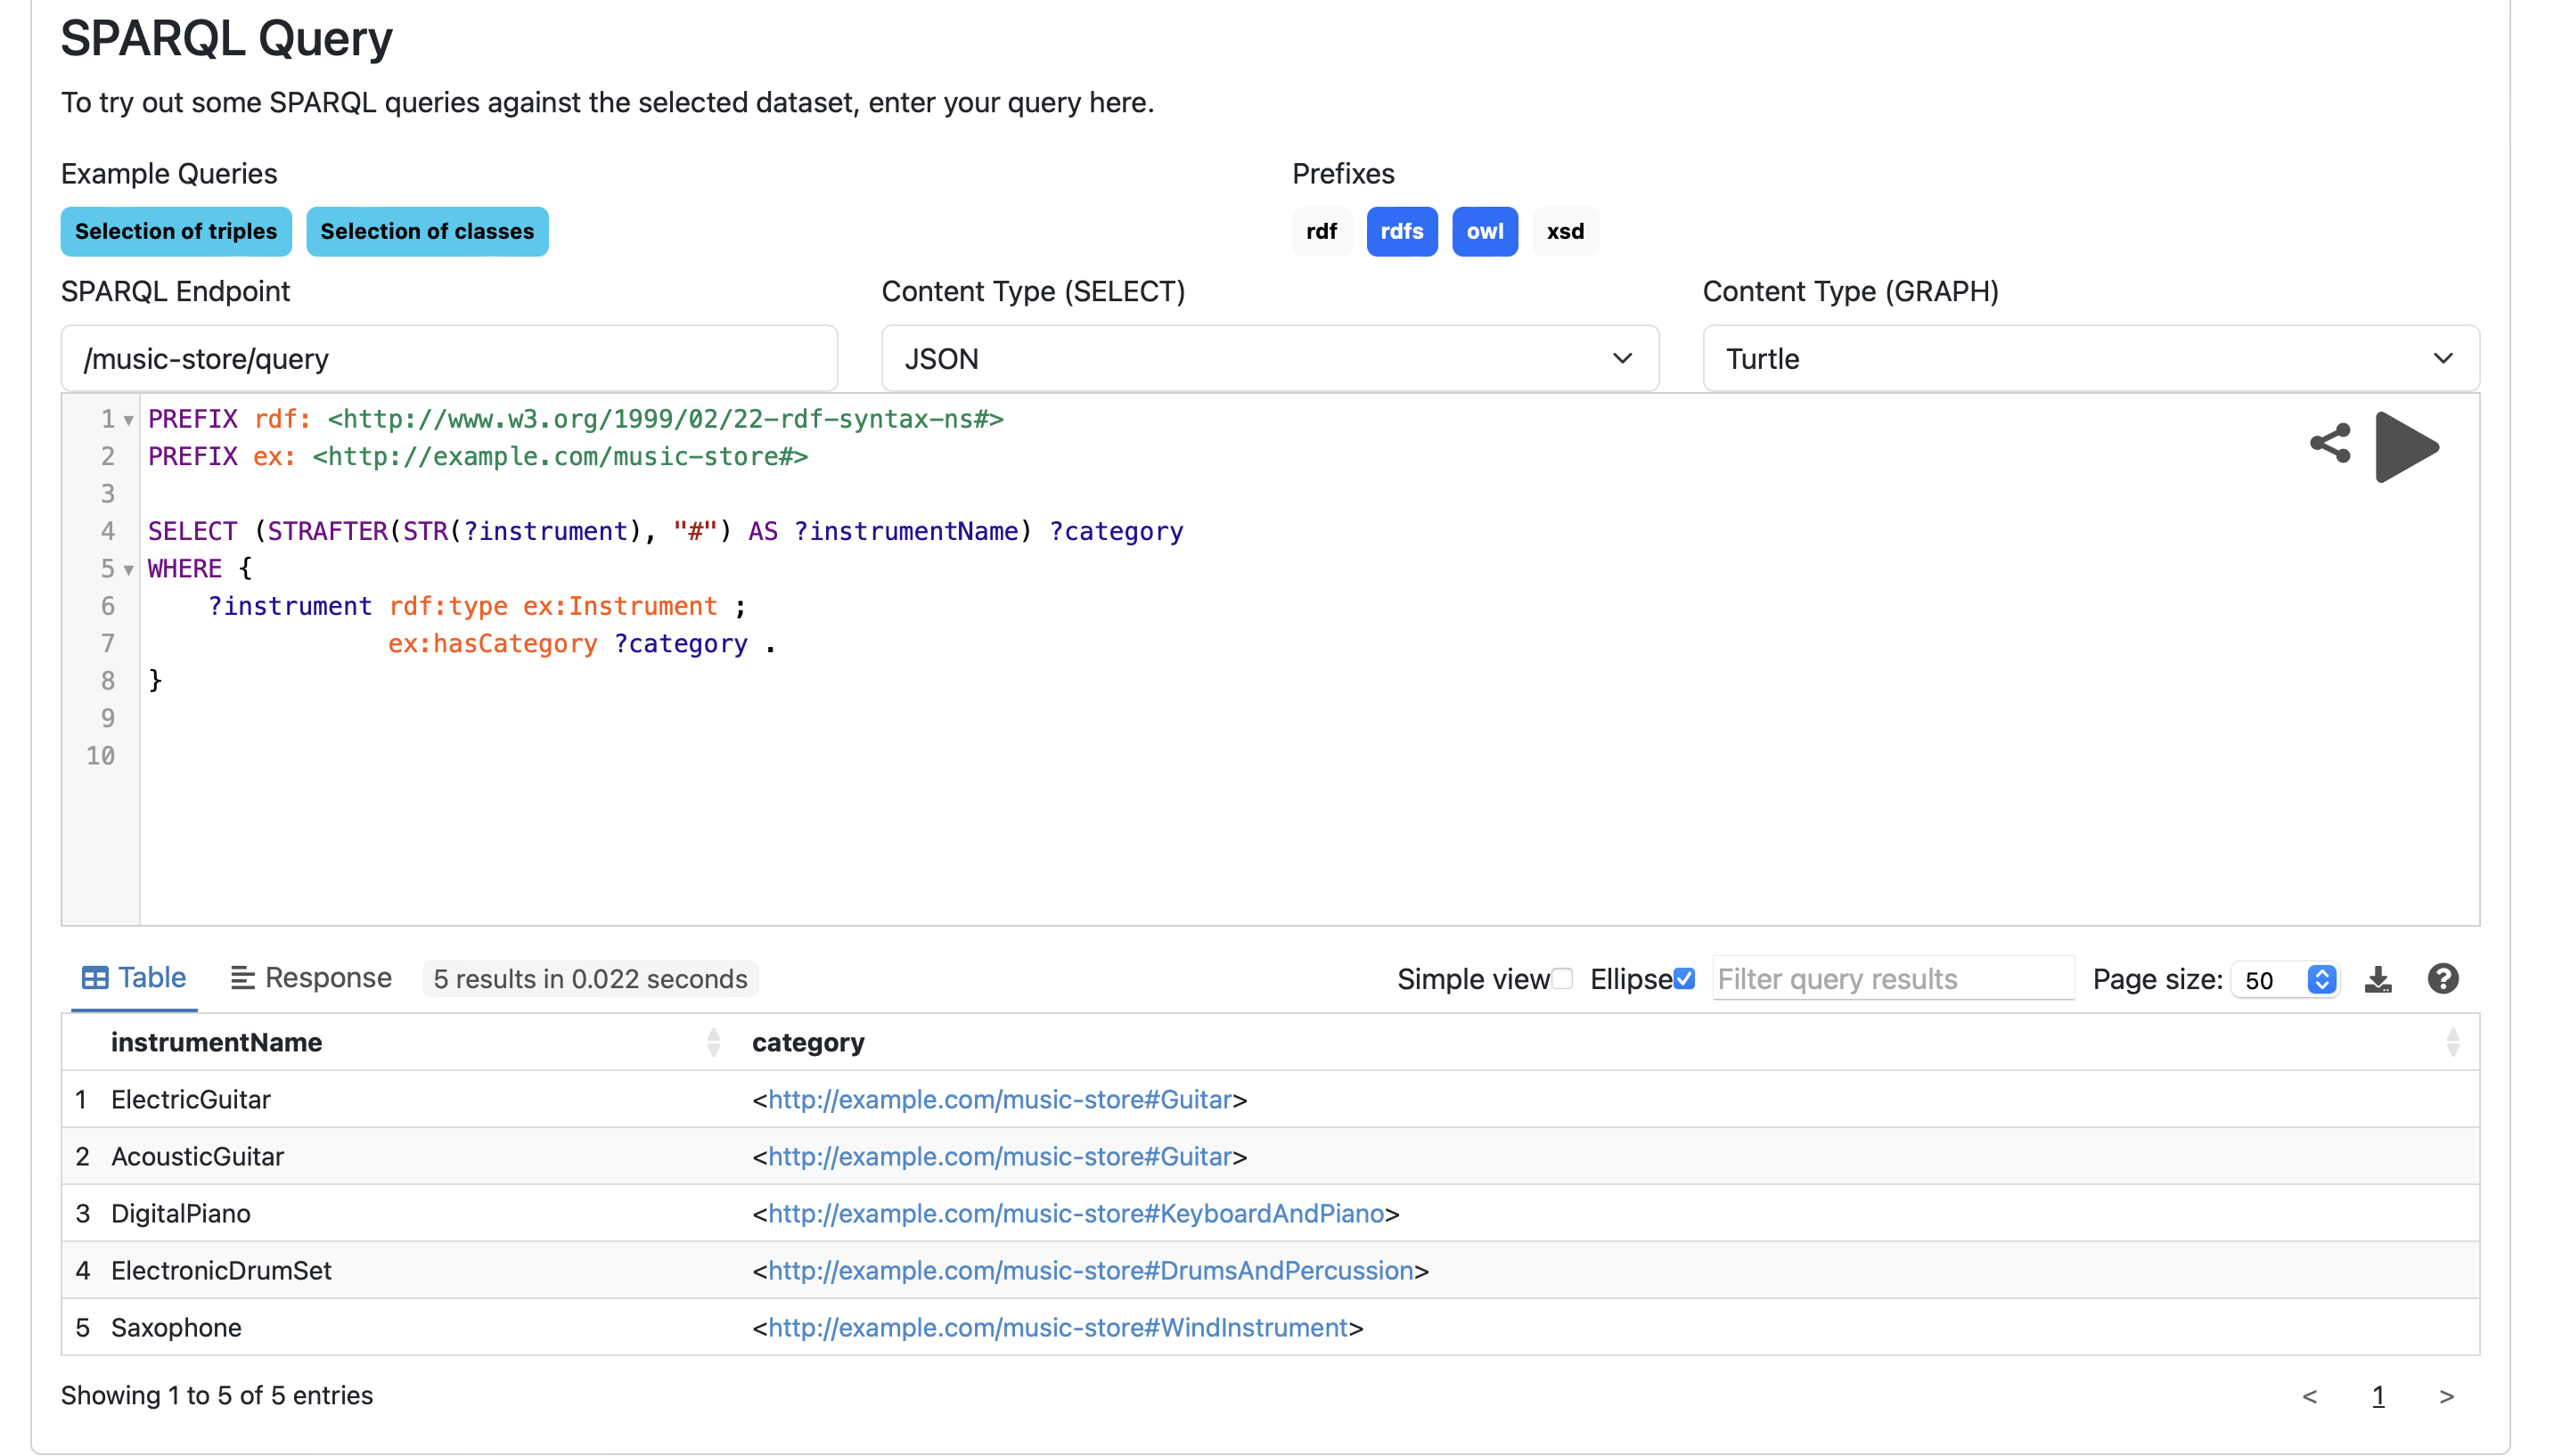 SPARQL Query
To try out some SPARQL queries against the selected dataset, enter your query here.
Example Queries
Prefixes
Selection of triples Selection of classes
rdf rdfs owl xsd
SPARQL Endpoint
Content Type (SELECT)
Content Type (GRAPH)
/music-store/query
JSON
Turtle
1 PREFIX rdf: <http://www.w3.org/1999/02/22-rdf-syntax-ns#>
2 PREFIX ex: <http://example.com/music-store#>
3
4 SELECT (STRAFTER(STR(?instrument), "#") AS ?instrumentName) ?category
5 WHERE {
6     ?instrument rdf:type ex:Instrument ;
7                 ex:hasCategory ?category .
8 }
9
10
Table Response 5 results in 0.022 seconds Simple view Ellipse Filter query results Page size: 50
instrumentName category
1 ElectricGuitar <http://example.com/music-store#Guitar>
2 AcousticGuitar <http://example.com/music-store#Guitar>
3 DigitalPiano <http://example.com/music-store#KeyboardAndPiano>
4 ElectronicDrumSet <http://example.com/music-store#DrumsAndPercussion>
5 Saxophone <http://example.com/music-store#WindInstrument>
Showing 1 to 5 of 5 entries < 1 >